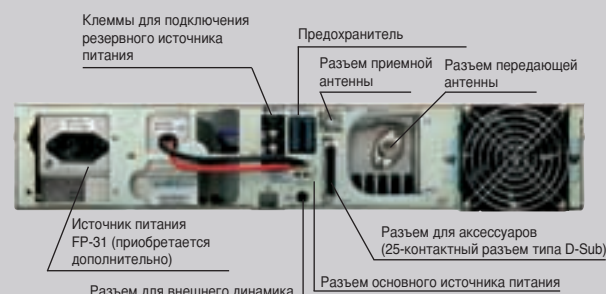 Клеммы для подключения
резервного источника
питания
Предохранитель
Разъем приемной
антенны
Разъем передающей
антенны
Источник питания
FP-31 (приобретается
дополнительно)
Разъем для аксессуаров
(25-контактный разъем типа D-Sub)
Разъем основного источника питания
Разъем для внешнего динамика